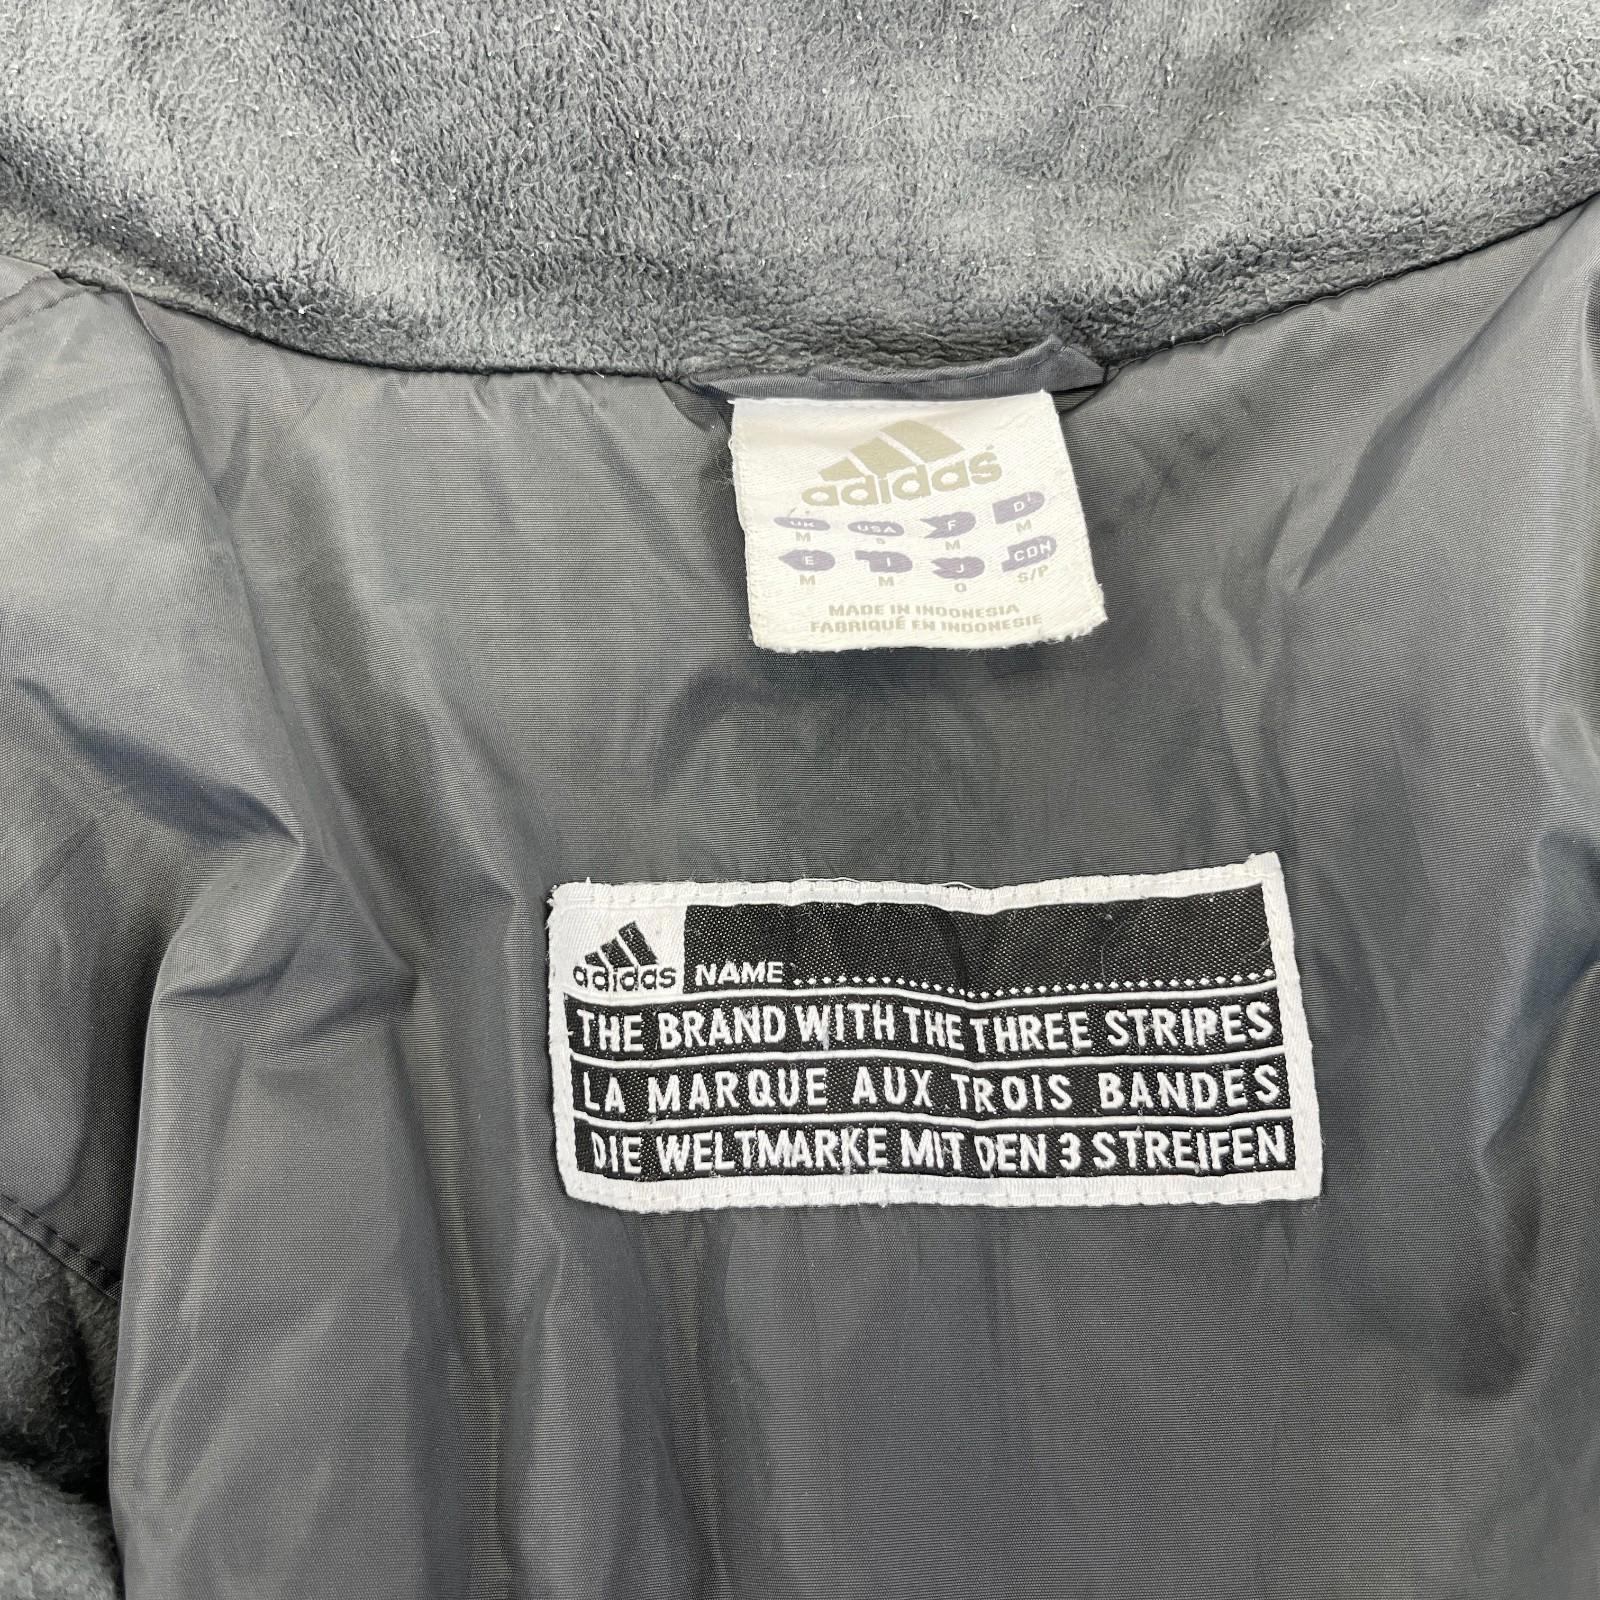 adidas
UK USA F D
M S M M
E I J CDN
M M O S/P
MADE IN INDONESIA
FABRIQUÉ EN INDONESIE
adidas NAME
THE BRAND WITH THE THREE STRIPES
LA MARQUE AUX TROIS BANDES
DIE WELTMARKE MIT DEN 3 STREIFEN